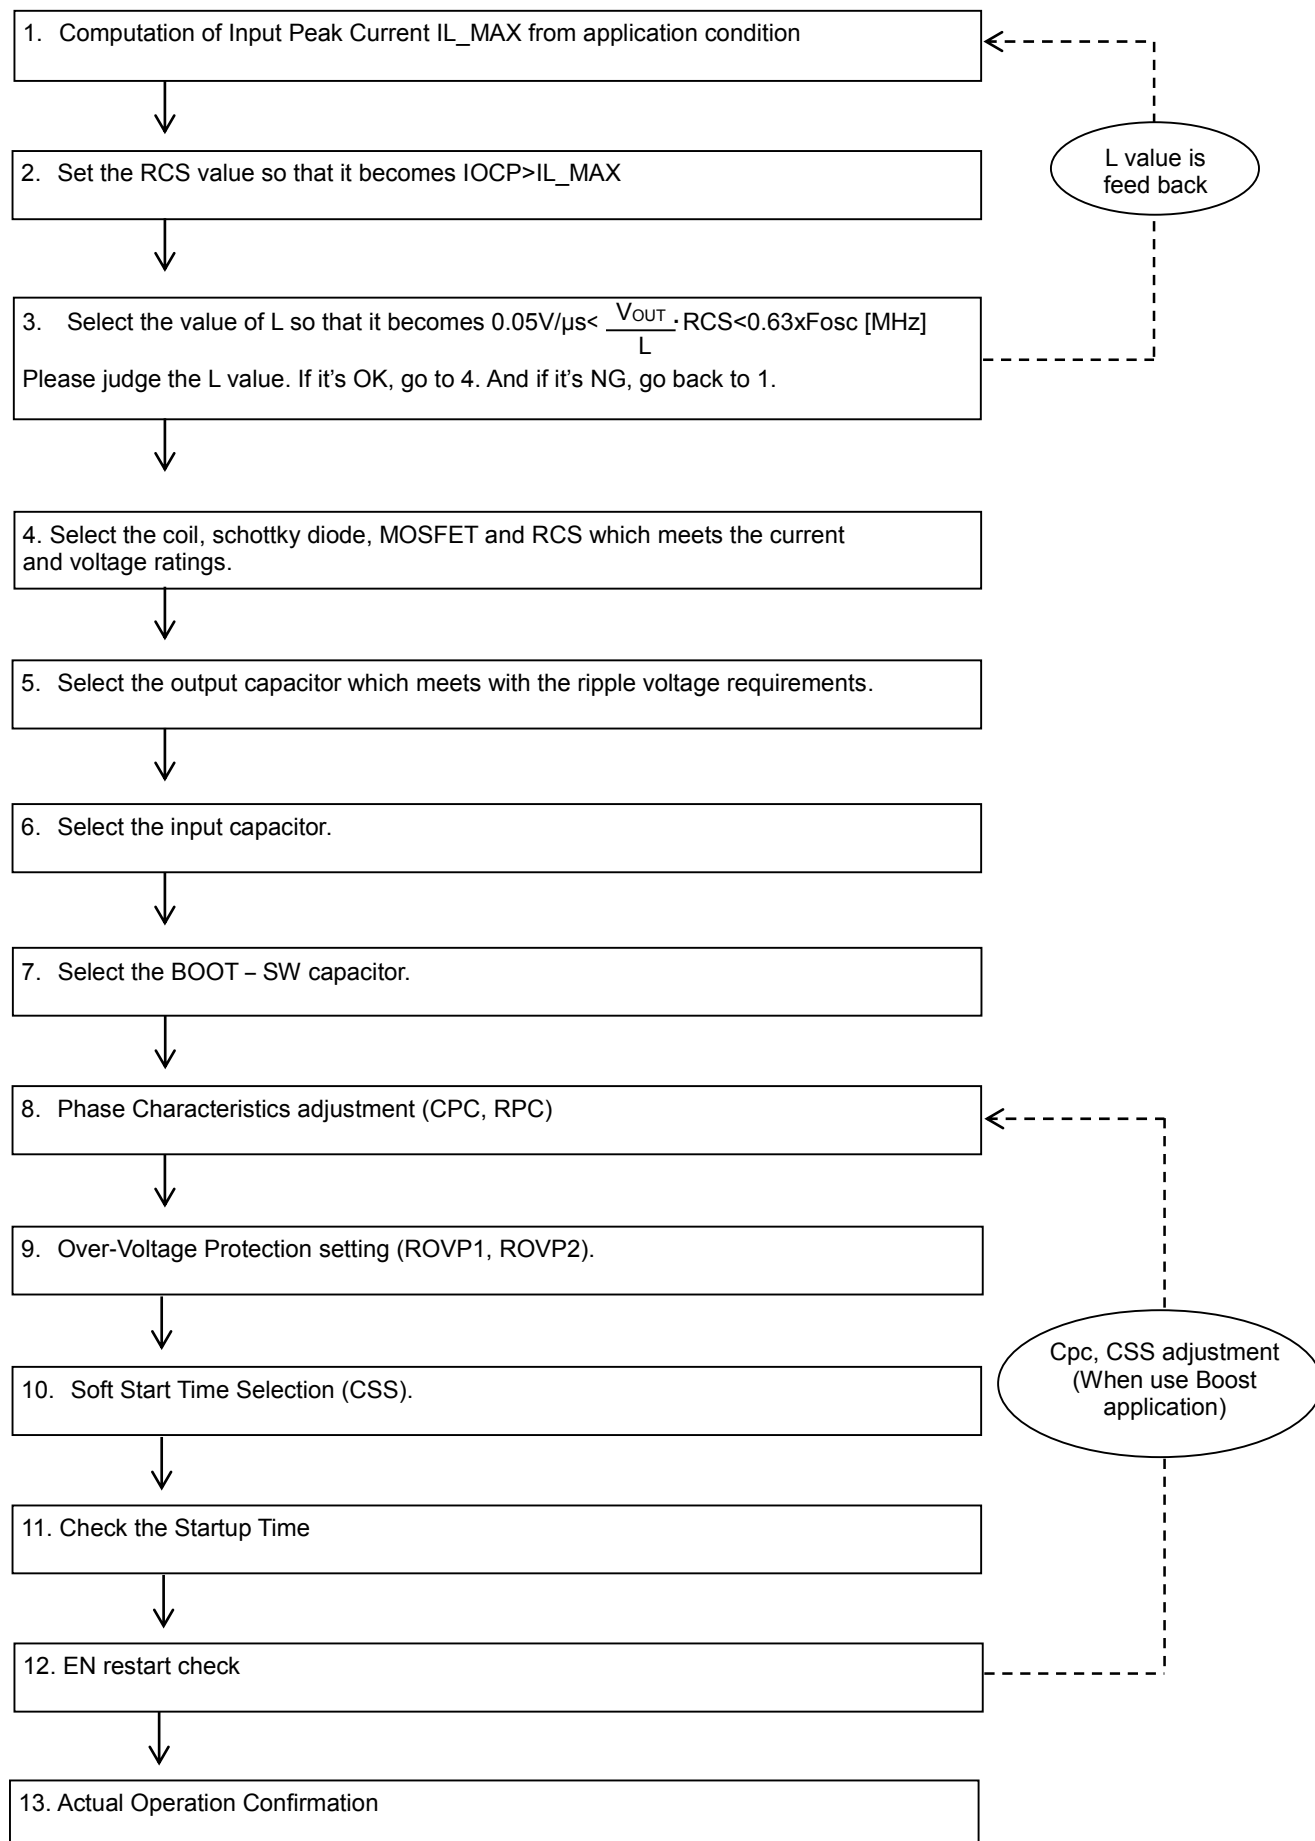 1. Computation of Input Peak Current IL_MAX from application condition
L value is
feed back
2. Set the RCS value so that it becomes IOCP>IL_MAX
3. Select the value of L so that it becomes 0.05V/µs< VOUT/L ·RCS<0.63xFosc [MHz]
Please judge the L value. If it’s OK, go to 4. And if it’s NG, go back to 1.
4. Select the coil, schottky diode, MOSFET and RCS which meets the current
and voltage ratings.
5. Select the output capacitor which meets with the ripple voltage requirements.
6. Select the input capacitor.
7. Select the BOOT – SW capacitor.
8. Phase Characteristics adjustment (CPC, RPC)
9. Over-Voltage Protection setting (ROVP1, ROVP2).
Cpc, CSS adjustment
(When use Boost
application)
10. Soft Start Time Selection (CSS).
11. Check the Startup Time
12. EN restart check
13. Actual Operation Confirmation